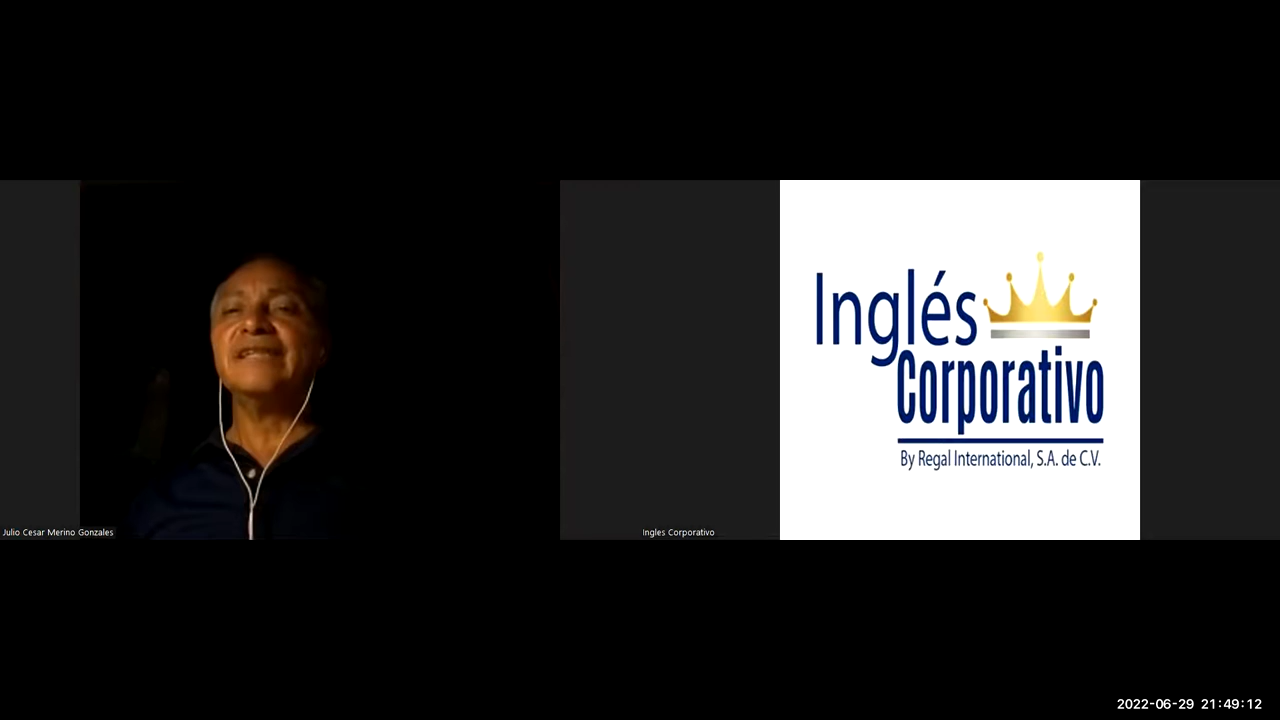 Inglés
Corporativo
By Regal International, S.A. de C.V.
Julio Cesar Merino Gonzales
Ingles Corporativo
2022-06-29 21:49:12